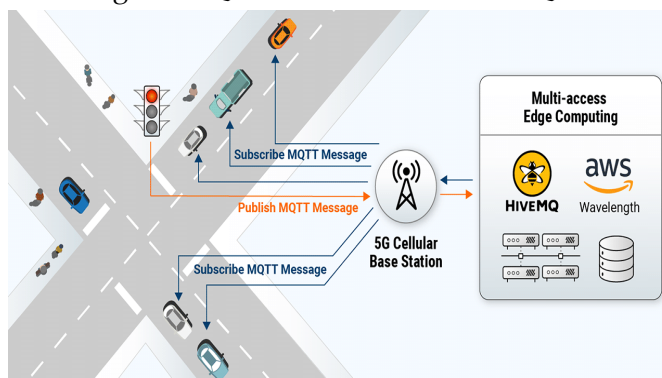 Multi-access
Edge Computing
Subscribe MQTT Message
HIVEMQ
aws
Wavelength
Publish MQTT Message
5G Cellular
Base Station
Subscribe MQTT Message